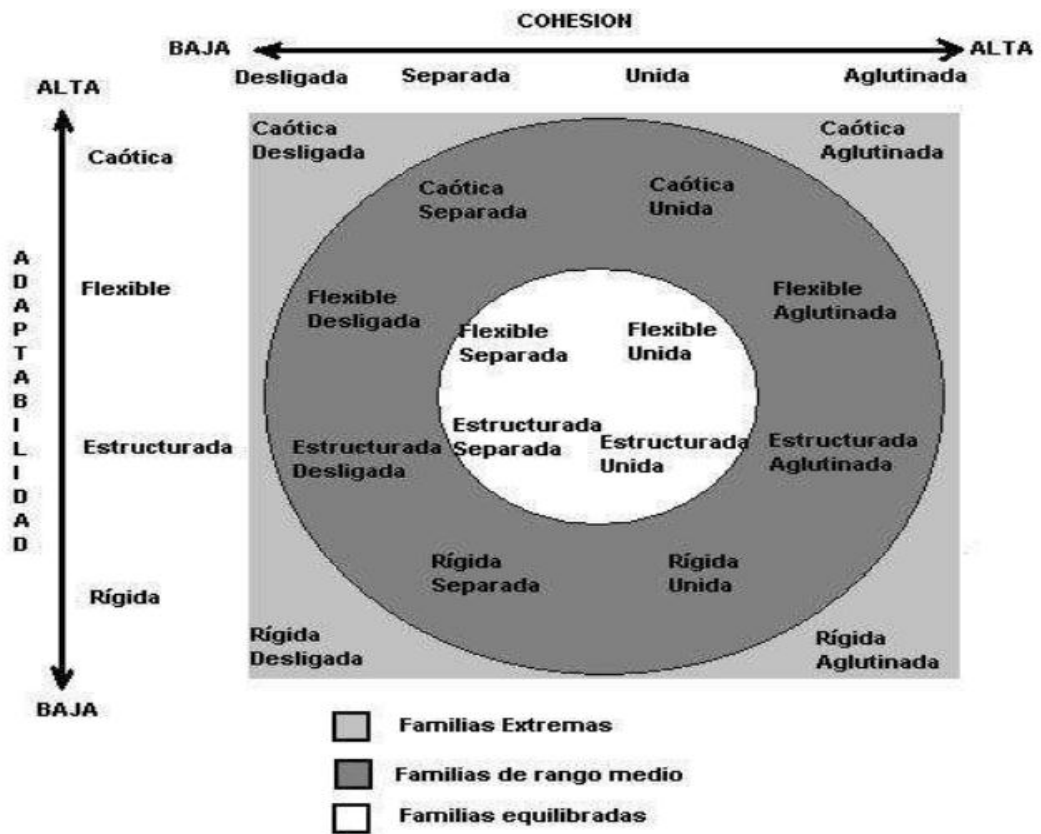 COHESION
BAJA
ALTA
Desligada
Separada
Unida
Aglutinada
ALTA
ADAPTABILIDAD
Caótica
Flexible
Estructurada
Rígida
BAJA
Caótica
Desligada
Caótica
Aglutinada
Caótica
Separada
Caótica
Unida
Flexible
Desligada
Flexible
Separada
Flexible
Unida
Flexible
Aglutinada
Estructurada
Desligada
Estructurada
Separada
Estructurada
Unida
Estructurada
Aglutinada
Rígida
Separada
Rígida
Unida
Rígida
Desligada
Rígida
Aglutinada
Familias Extremas
Familias de rango medio
Familias equilibradas